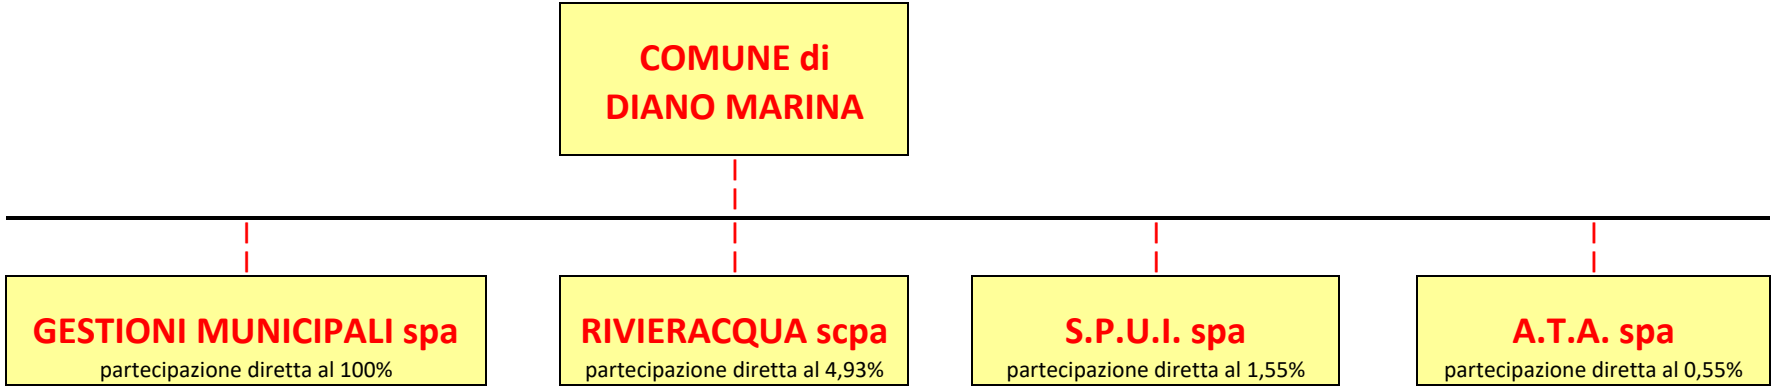 COMUNE di
DIANO MARINA
GESTIONI MUNICIPALI spa
partecipazione diretta al 100%
RIVIERACQUA scpa
partecipazione diretta al 4,93%
S.P.U.I. spa
partecipazione diretta al 1,55%
A.T.A. spa
partecipazione diretta al 0,55%